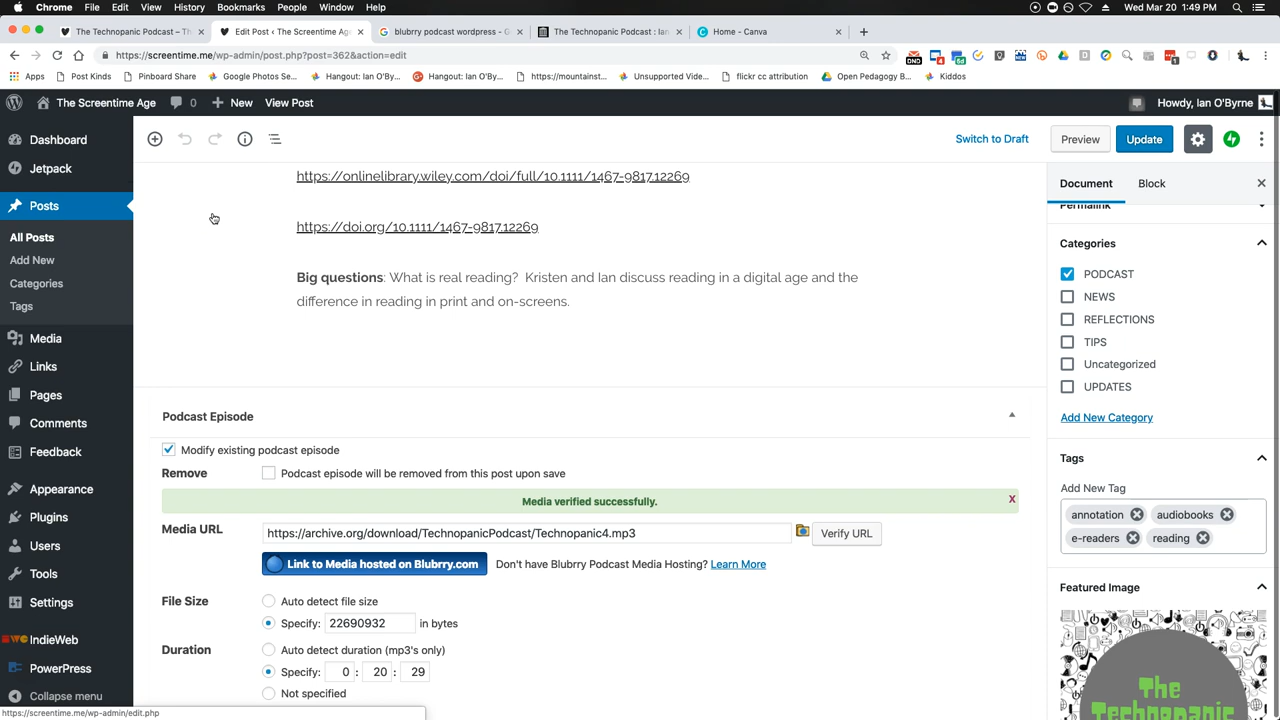 Chrome File Edit View History Bookmarks People Window Help Wed Mar 20 1:49 PM
The Technopanic Podcast – Th
Edit Post ‹ The Screentime Age
blubrry podcast wordpress - G
The Technopanic Podcast : Ian
Home - Canva
https://screentime.me/wp-admin/post.php?post=362&action=edit
Apps Post Kinds Pinboard Share Google Photos Se... Hangout: Ian O'By... Hangout: Ian O'By... https://mountainst... Unsupported Vide... flickr cc attribution Open Pedagogy B... Kiddos
The Screentime Age 0 New View Post Howdy, Ian O'Byrne
Dashboard
Jetpack
Posts
All Posts
Add New
Categories
Tags
Media
Links
Pages
Comments
Feedback
Appearance
Plugins
Users
Tools
Settings
IndieWeb
PowerPress
Collapse menu
https://screentime.me/wp-admin/edit.php
Switch to Draft Preview Update
https://onlinelibrary.wiley.com/doi/full/10.1111/1467-9817.12269
https://doi.org/10.1111/1467-9817.12269
Big questions: What is real reading? Kristen and Ian discuss reading in a digital age and the
difference in reading in print and on-screens.
Podcast Episode
Modify existing podcast episode
Remove Podcast episode will be removed from this post upon save
Media verified successfully. X
Media URL https://archive.org/download/TechnopanicPodcast/Technopanic4.mp3 Verify URL
Link to Media hosted on Blubrry.com Don't have Blubrry Podcast Media Hosting? Learn More
File Size Auto detect file size
Specify: 22690932 in bytes
Duration Auto detect duration (mp3's only)
Specify: 0 : 20 : 29
Not specified
Document Block
Permalink
Categories
PODCAST
NEWS
REFLECTIONS
TIPS
Uncategorized
UPDATES
Add New Category
Tags
Add New Tag
annotation audiobooks
e-readers reading
Featured Image
The
Technopanic